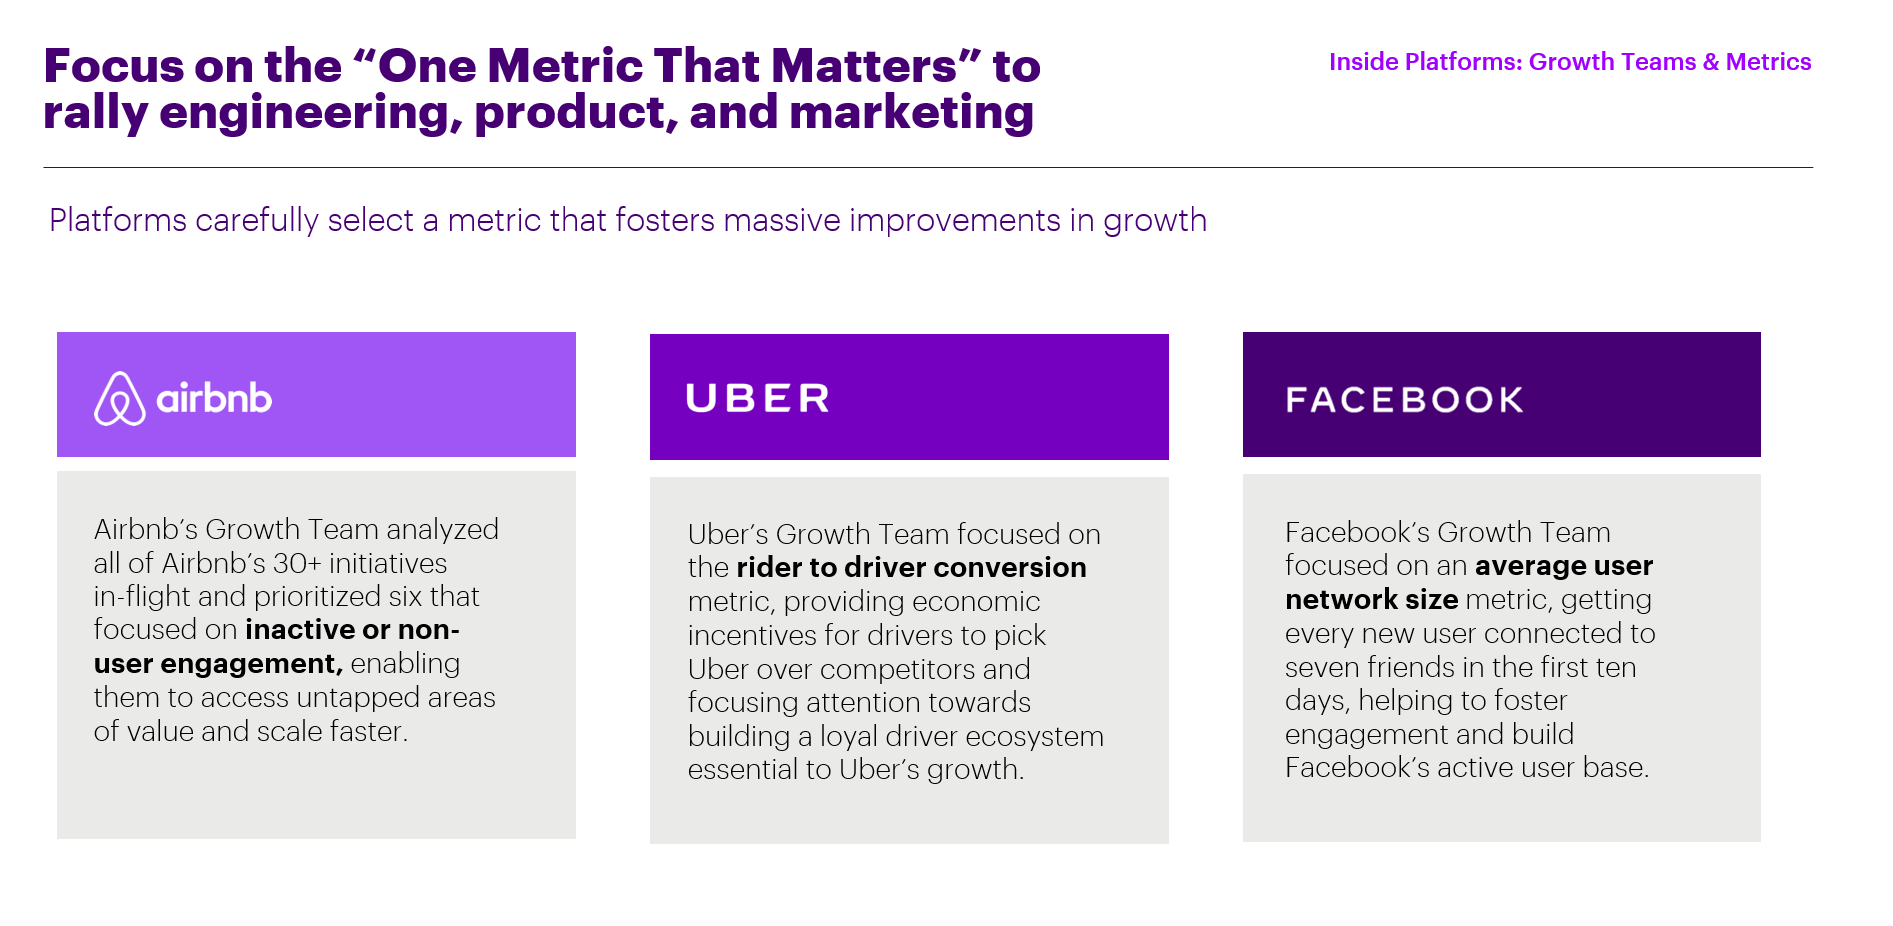 Focus on the “One Metric That Matters” to
rally engineering, product, and marketing
Inside Platforms: Growth Teams & Metrics
Platforms carefully select a metric that fosters massive improvements in growth
airbnb
Airbnb’s Growth Team analyzed
all of Airbnb’s 30+ initiatives
in-flight and prioritized six that
focused on inactive or non-
user engagement, enabling
them to access untapped areas
of value and scale faster.
UBER
Uber’s Growth Team focused on
the rider to driver conversion
metric, providing economic
incentives for drivers to pick
Uber over competitors and
focusing attention towards
building a loyal driver ecosystem
essential to Uber’s growth.
FACEBOOK
Facebook’s Growth Team
focused on an average user
network size metric, getting
every new user connected to
seven friends in the first ten
days, helping to foster
engagement and build
Facebook’s active user base.